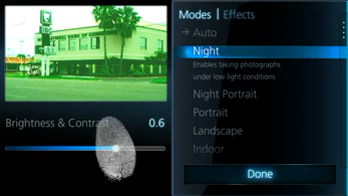 Modes | Effects
Auto
Night
Enables taking photographs
under low light conditions
Night Portrait
Portrait
Landscape
Indoor
Done
Brightness & Contrast 0.6